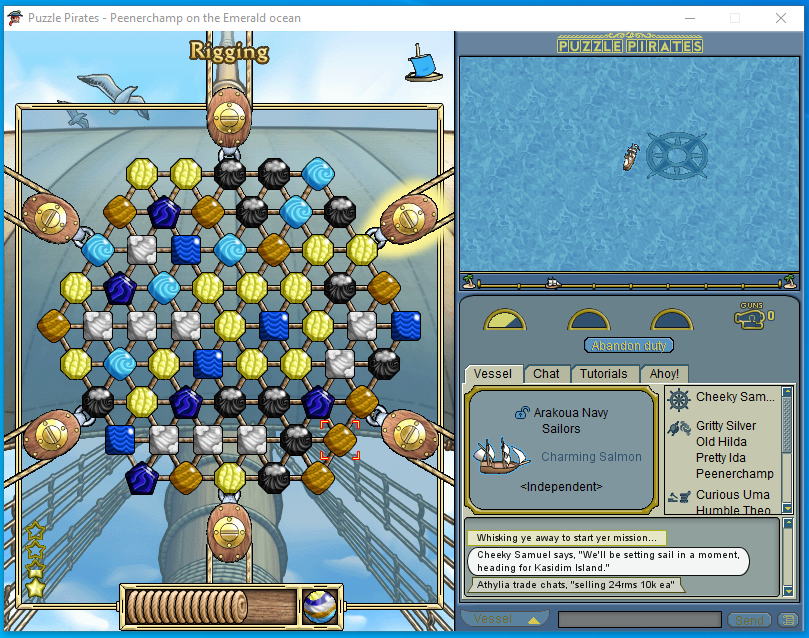 Puzzle Pirates - Peenerchamp on the Emerald ocean
Rigging
PUZZLE PIRATES
GUNS
0
Abandon duty
Vessel Chat Tutorials Ahoy!
Arakoua Navy
Sailors
Charming Salmon
<Independent>
Cheeky Sam...
Gritty Silver
Old Hilda
Pretty Ida
Peenerchamp
Curious Uma
Humble Theo
Whisking ye away to start yer mission...
Cheeky Samuel says, "We'll be setting sail in a moment,
heading for Kasidim Island."
Athylia trade chats, "selling 24rms 10k ea"
Vessel
Send